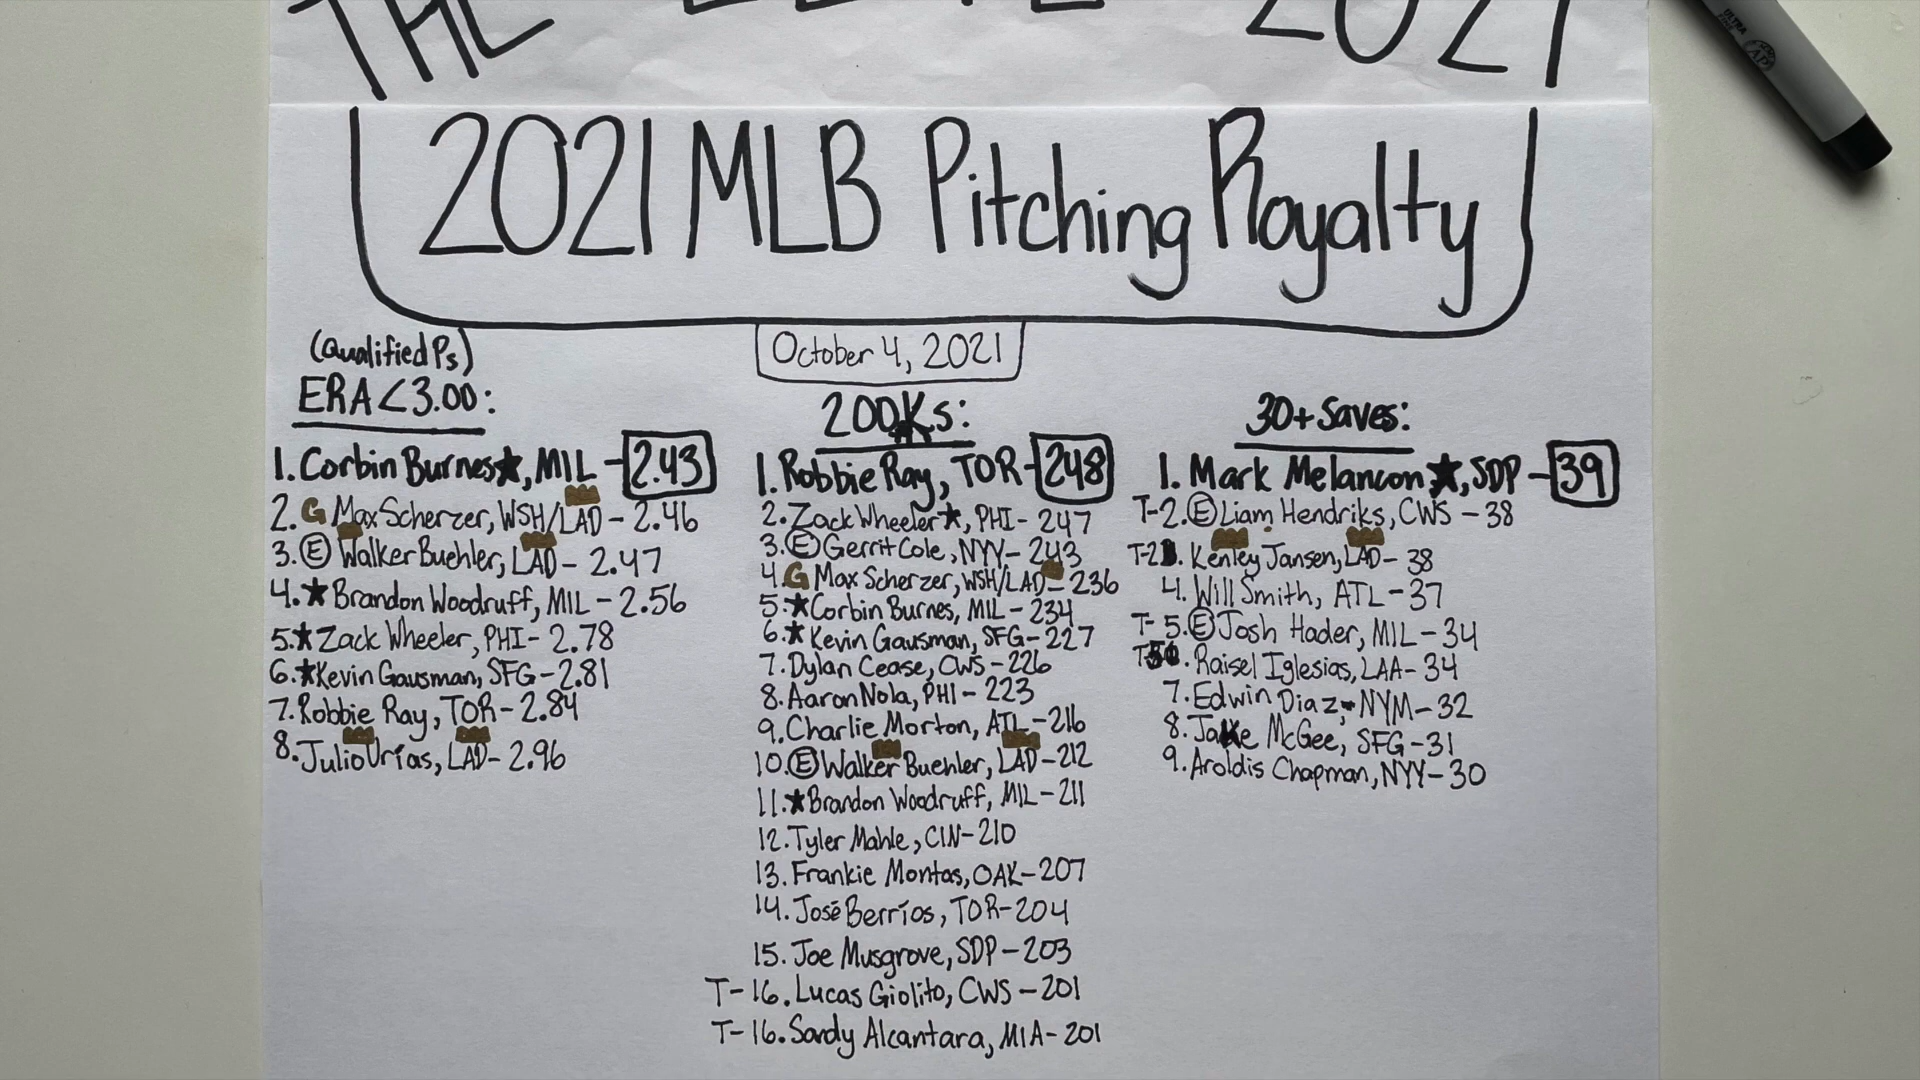 THE
2021
2021 MLB Pitching Royalty
October 4, 2021
(Qualified Ps)
ERA<3.00:
1. Corbin Burnes★, MIL - 2.43
2. G Max Scherzer, WSH/LAD - 2.46
3. Ⓔ Walker Buehler, LAD - 2.47
4. ★ Brandon Woodruff, MIL - 2.56
5. ★ Zack Wheeler, PHI - 2.78
6. ★ Kevin Gausman, SFG - 2.81
7. Robbie Ray, TOR - 2.84
8. Julio Urías, LAD - 2.96
200Ks:
1. Robbie Ray, TOR - 248
2. Zack Wheeler★, PHI - 247
3. Ⓔ Gerrit Cole, NYY - 243
4. G Max Scherzer, WSH/LAD - 236
5. ★ Corbin Burnes, MIL - 234
6. ★ Kevin Gausman, SFG - 227
7. Dylan Cease, CWS - 226
8. Aaron Nola, PHI - 223
9. Charlie Morton, ATL - 216
10. Ⓔ Walker Buehler, LAD - 212
11. ★ Brandon Woodruff, MIL - 211
12. Tyler Mahle, CIN - 210
13. Frankie Montas, OAK - 207
14. José Berríos, TOR - 204
15. Joe Musgrove, SDP - 203
T-16. Lucas Giolito, CWS - 201
T-16. Sandy Alcantara, MIA - 201
30+ Saves:
1. Mark Melancon★, SDP - 39
T-2. Ⓔ Liam Hendriks, CWS - 38
T-2. Kenley Jansen, LAD - 38
4. Will Smith, ATL - 37
T-5. Ⓔ Josh Hader, MIL - 34
T-5. Raisel Iglesias, LAA - 34
7. Edwin Diaz, NYM - 32
8. Jake McGee, SFG - 31
9. Aroldis Chapman, NYY - 30
ULTRA